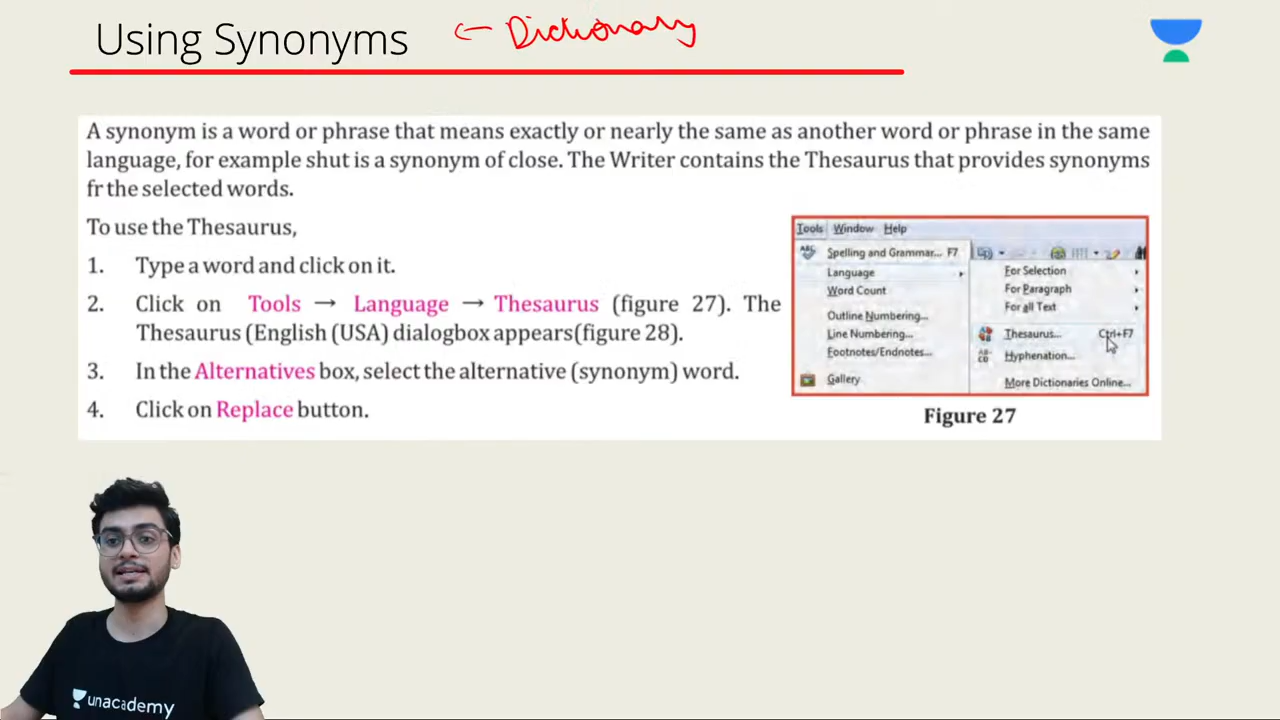 Using Synonyms ← Dictionary
A synonym is a word or phrase that means exactly or nearly the same as another word or phrase in the same
language, for example shut is a synonym of close. The Writer contains the Thesaurus that provides synonyms
fr the selected words.
To use the Thesaurus,
1. Type a word and click on it.
2. Click on Tools → Language → Thesaurus (figure 27). The
Thesaurus (English (USA) dialogbox appears(figure 28).
3. In the Alternatives box, select the alternative (synonym) word.
4. Click on Replace button.
Tools Window Help
Spelling and Grammar... F7
Language
Word Count
Outline Numbering...
Line Numbering...
Footnotes/Endnotes...
Gallery
For Selection
For Paragraph
For all Text
Thesaurus... Ctrl+F7
Hyphenation...
More Dictionaries Online...
Figure 27
unacademy